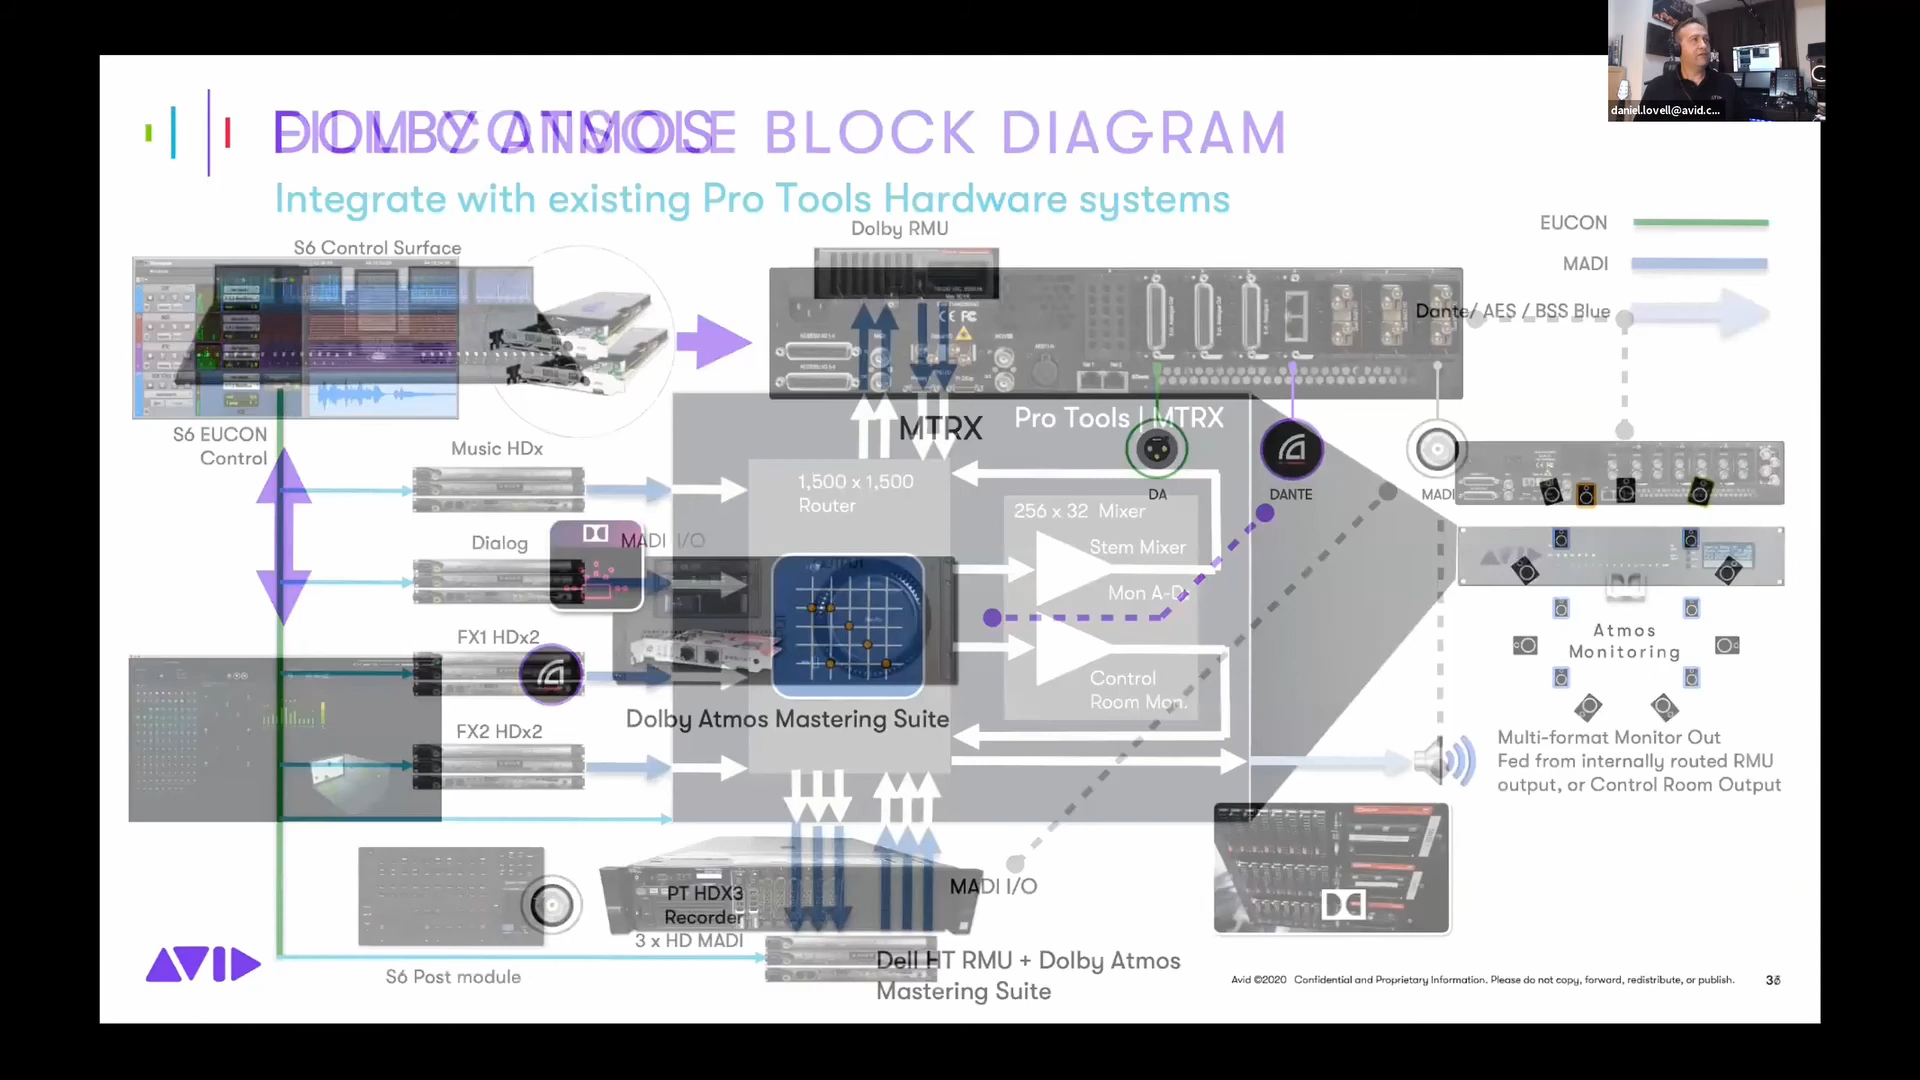 daniel.lovell@avid.c...
DOLBY ATMOS
FILM CONSOLE BLOCK DIAGRAM
Integrate with existing Pro Tools Hardware systems
S6 Control Surface
Dolby RMU
EUCON
MADI
Dante/ AES / BSS Blue
S6 EUCON
Control
Music HDx
MTRX
Pro Tools | MTRX
1,500 x 1,500
Router
DA
DANTE
MADI
256 x 32 Mixer
Dialog
MADI I/O
Stem Mixer
Mon A-D
FX1 HDx2
Atmos
Monitoring
Control
Room Mon.
Dolby Atmos Mastering Suite
FX2 HDx2
Multi-format Monitor Out
Fed from internally routed RMU
output, or Control Room Output
PT HDX3
Recorder
3 x HD MADI
MADI I/O
S6 Post module
Dell HT RMU + Dolby Atmos
Mastering Suite
AVID
Avid ©2020 Confidential and Proprietary Information. Please do not copy, forward, redistribute, or publish.